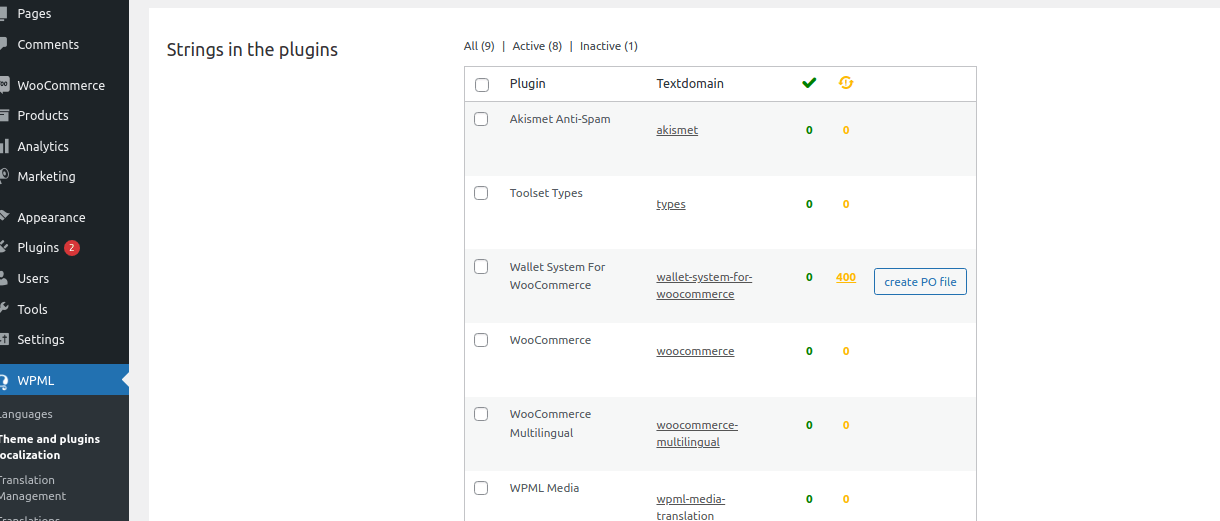 Pages
Comments
WooCommerce
Products
Analytics
Marketing
Appearance
Plugins 2
Users
Tools
Settings
WPML
Languages
Theme and plugins
localization
Translation
Management
Strings in the plugins
All (9) | Active (8) | Inactive (1)
Plugin Textdomain
Akismet Anti-Spam
akismet 0 0
Toolset Types
types 0 0
Wallet System For
WooCommerce
wallet-system-for-
woocommerce
0 400 create PO file
WooCommerce
woocommerce 0 0
WooCommerce
Multilingual
woocommerce-
multilingual
0 0
WPML Media
wpml-media-
translation
0 0